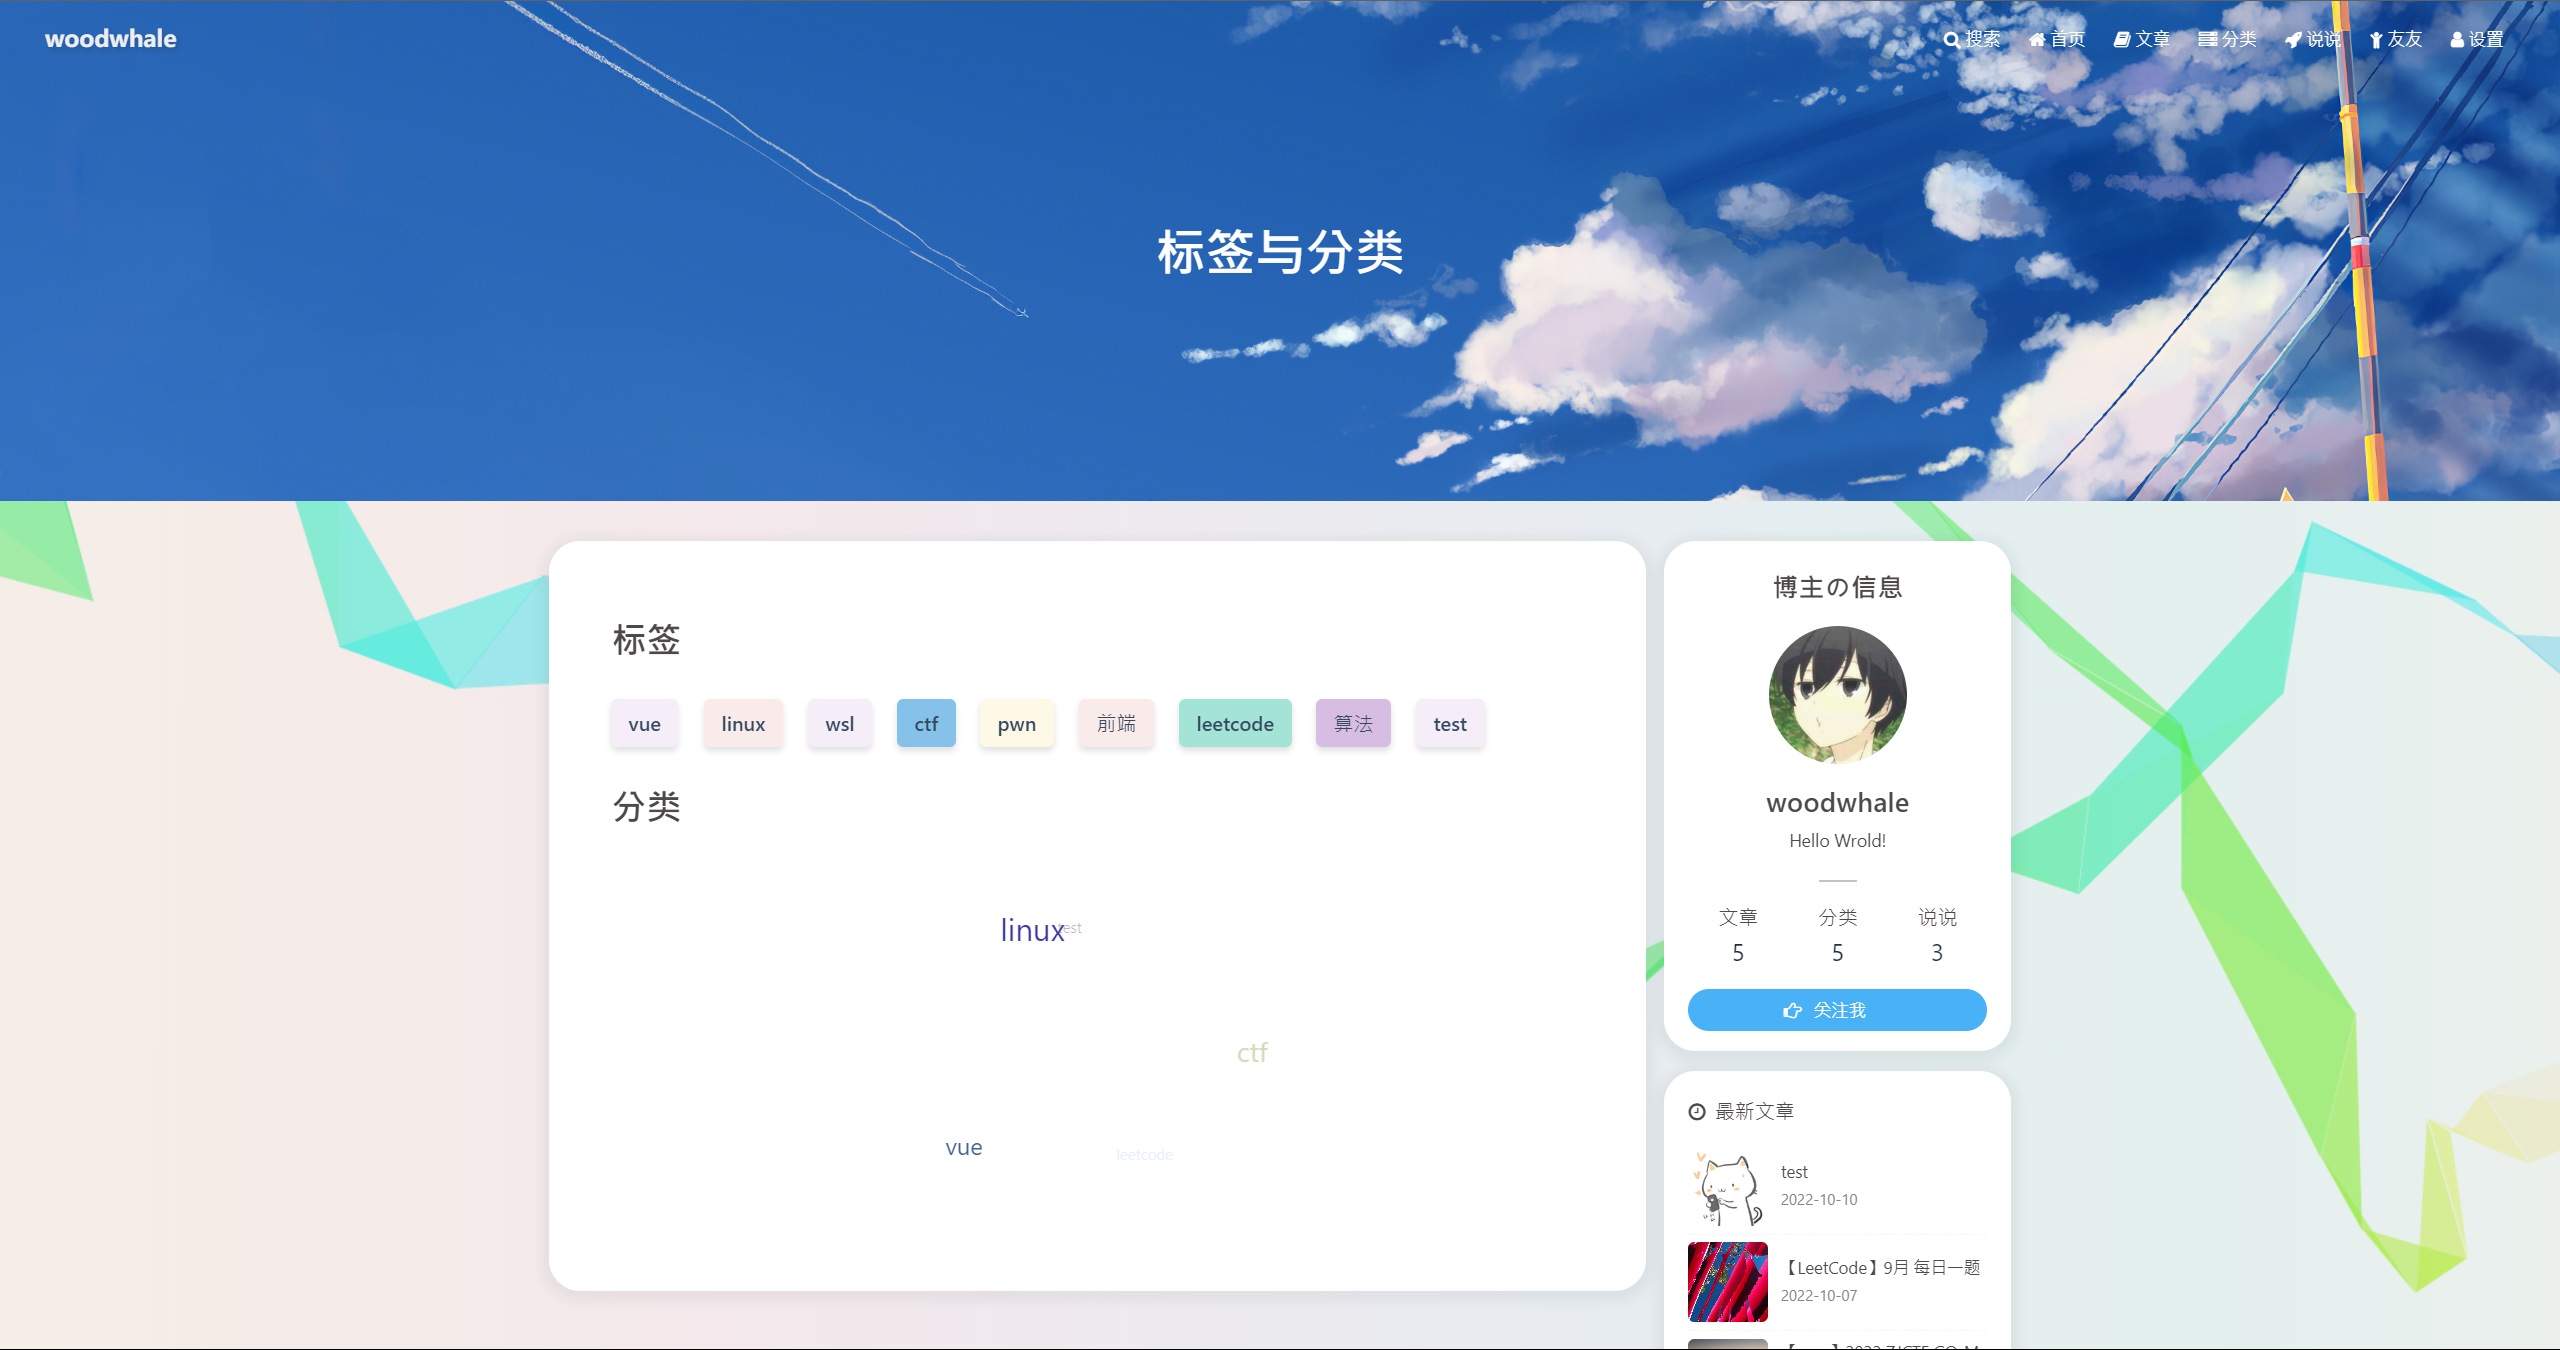 woodwhale
搜索 首页 文章 分类 说说 友友 设置
标签与分类
标签
vue linux wsl ctf pwn 前端 leetcode 算法 test
分类
linux test
ctf
vue leetcode
博主の信息
woodwhale
Hello Wrold!
文章 分类 说说
5 5 3
关注我
最新文章
test
2022-10-10
【LeetCode】9月 每日一题
2022-10-07